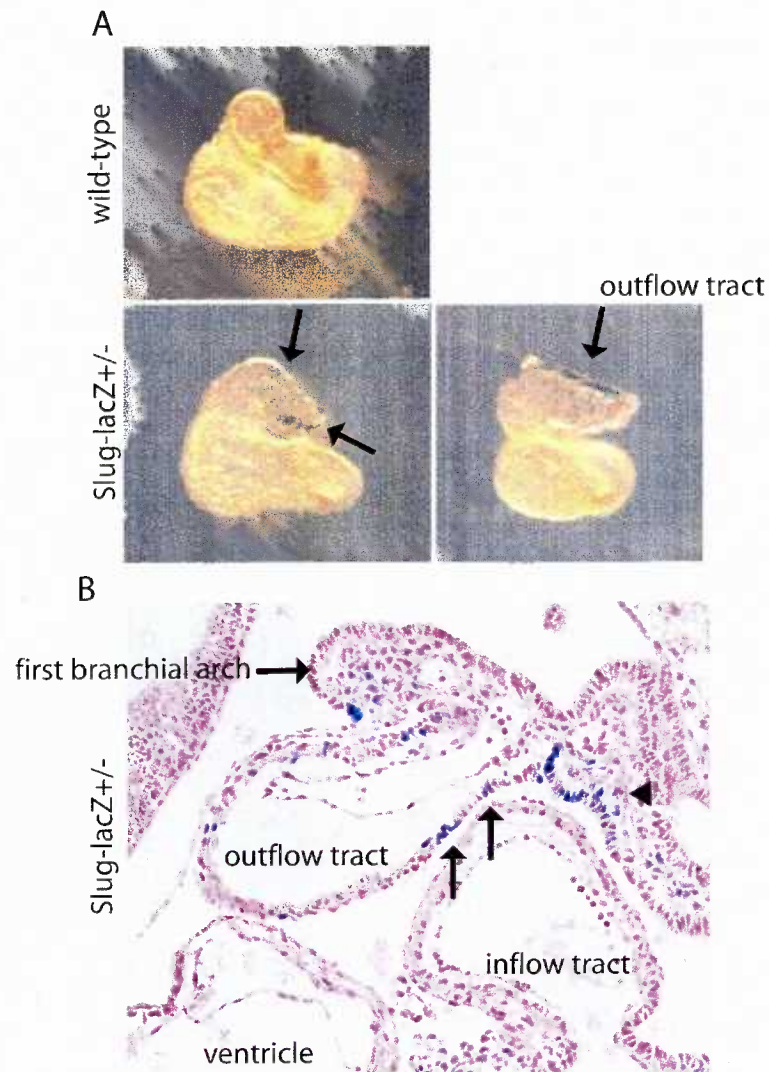 A
wild-type
outflow tract
Slug-lacZ+/-
B
first branchial arch
Slug-lacZ+/-
outflow tract
inflow tract
ventricle